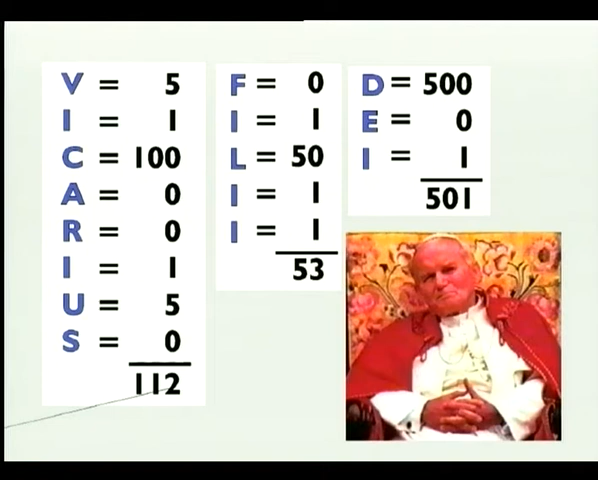 V = 5
I = 1
C = 100
A = 0
R = 0
I = 1
U = 5
S = 0
112
F = 0
I = 1
L = 50
I = 1
I = 1
53
D = 500
E = 0
I = 1
501